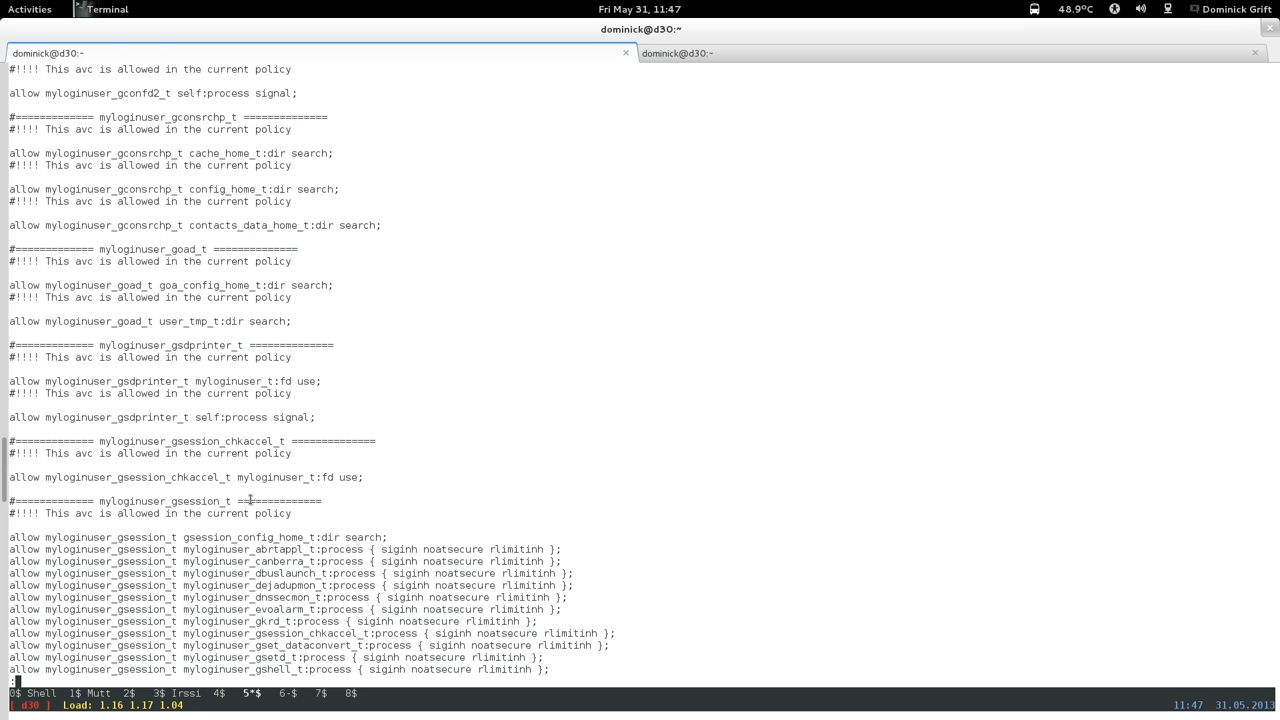 Activities Terminal Fri May 31, 11:47 48.9°C Dominick Grift
dominick@d30:~
dominick@d30:~ dominick@d30:~
#!!!! This avc is allowed in the current policy
allow myloginuser_gconfd2_t self:process signal;
#============= myloginuser_gconsrchp_t ==============
#!!!! This avc is allowed in the current policy
allow myloginuser_gconsrchp_t cache_home_t:dir search;
#!!!! This avc is allowed in the current policy
allow myloginuser_gconsrchp_t config_home_t:dir search;
#!!!! This avc is allowed in the current policy
allow myloginuser_gconsrchp_t contacts_data_home_t:dir search;
#============= myloginuser_goad_t ==============
#!!!! This avc is allowed in the current policy
allow myloginuser_goad_t goa_config_home_t:dir search;
#!!!! This avc is allowed in the current policy
allow myloginuser_goad_t user_tmp_t:dir search;
#============= myloginuser_gsdprinter_t ==============
#!!!! This avc is allowed in the current policy
allow myloginuser_gsdprinter_t myloginuser_t:fd use;
#!!!! This avc is allowed in the current policy
allow myloginuser_gsdprinter_t self:process signal;
#============= myloginuser_gsession_chkaccel_t ==============
#!!!! This avc is allowed in the current policy
allow myloginuser_gsession_chkaccel_t myloginuser_t:fd use;
#============= myloginuser_gsession_t ==============
#!!!! This avc is allowed in the current policy
allow myloginuser_gsession_t gsession_config_home_t:dir search;
allow myloginuser_gsession_t myloginuser_abrtappl_t:process { siginh noatsecure rlimitinh };
allow myloginuser_gsession_t myloginuser_canberra_t:process { siginh noatsecure rlimitinh };
allow myloginuser_gsession_t myloginuser_dbuslaunch_t:process { siginh noatsecure rlimitinh };
allow myloginuser_gsession_t myloginuser_dejadupmon_t:process { siginh noatsecure rlimitinh };
allow myloginuser_gsession_t myloginuser_dnssecmon_t:process { siginh noatsecure rlimitinh };
allow myloginuser_gsession_t myloginuser_evoalarm_t:process { siginh noatsecure rlimitinh };
allow myloginuser_gsession_t myloginuser_gkrd_t:process { siginh noatsecure rlimitinh };
allow myloginuser_gsession_t myloginuser_gsession_chkaccel_t:process { siginh noatsecure rlimitinh };
allow myloginuser_gsession_t myloginuser_gset_dataconvert_t:process { siginh noatsecure rlimitinh };
allow myloginuser_gsession_t myloginuser_gsetd_t:process { siginh noatsecure rlimitinh };
allow myloginuser_gsession_t myloginuser_gshell_t:process { siginh noatsecure rlimitinh };
:
0$ Shell 1$ Mutt 2$ 3$ Irssi 4$ 5*$ 6-$ 7$ 8$
[ d30 ] Load: 1.16 1.17 1.04 11:47 31.05.2013